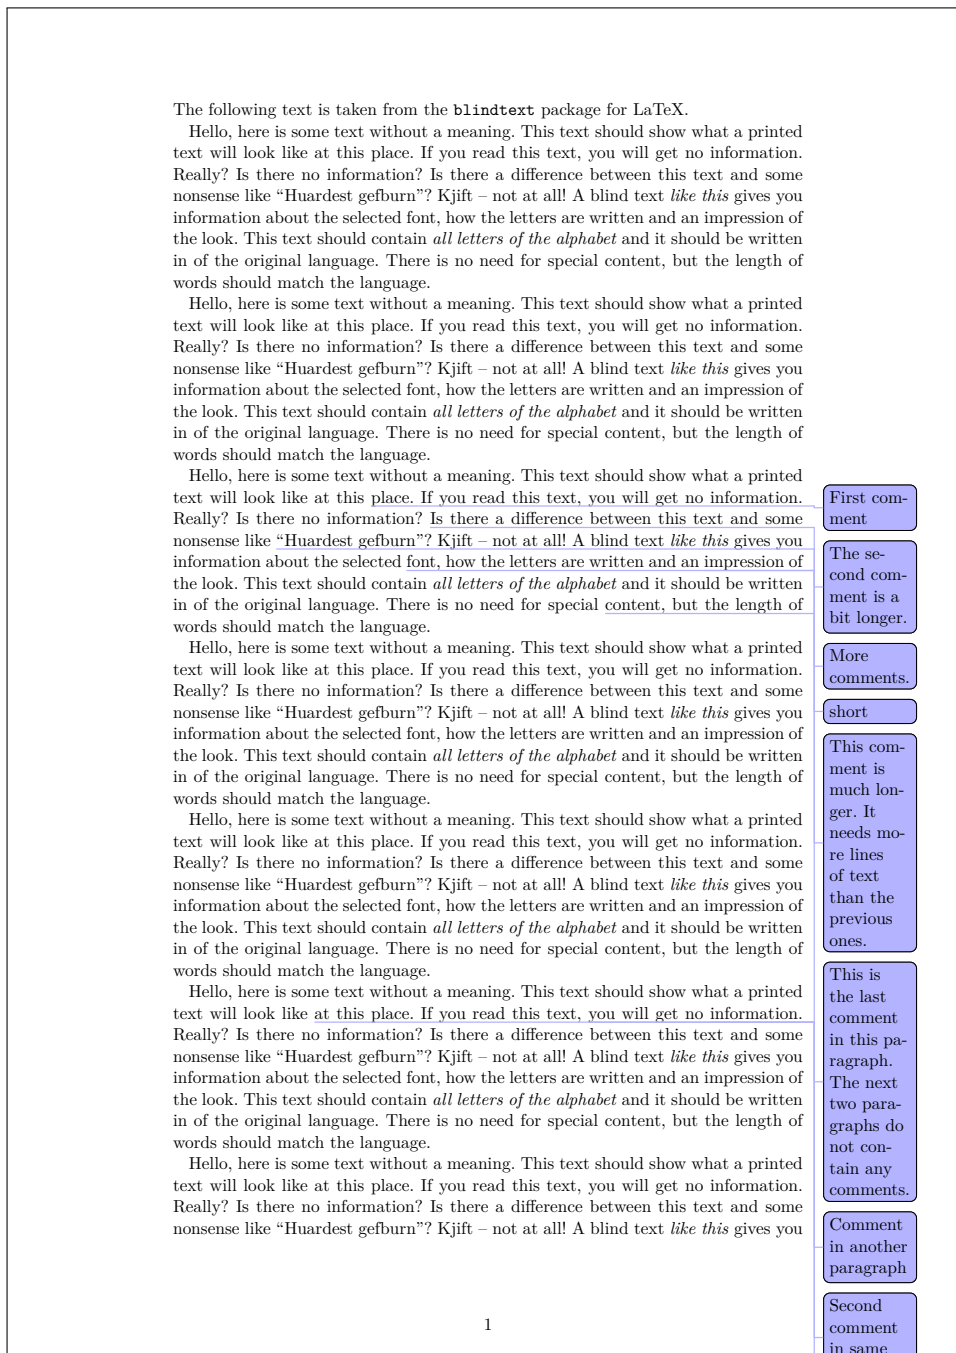 The following text is taken from the blindtext package for LaTeX.
Hello, here is some text without a meaning. This text should show what a printed
text will look like at this place. If you read this text, you will get no information.
Really? Is there no information? Is there a difference between this text and some
nonsense like “Huardest gefburn”? Kjift – not at all! A blind text like this gives you
information about the selected font, how the letters are written and an impression of
the look. This text should contain all letters of the alphabet and it should be written
in of the original language. There is no need for special content, but the length of
words should match the language.
Hello, here is some text without a meaning. This text should show what a printed
text will look like at this place. If you read this text, you will get no information.
Really? Is there no information? Is there a difference between this text and some
nonsense like “Huardest gefburn”? Kjift – not at all! A blind text like this gives you
information about the selected font, how the letters are written and an impression of
the look. This text should contain all letters of the alphabet and it should be written
in of the original language. There is no need for special content, but the length of
words should match the language.
Hello, here is some text without a meaning. This text should show what a printed
text will look like at this place. If you read this text, you will get no information.
Really? Is there no information? Is there a difference between this text and some
nonsense like “Huardest gefburn”? Kjift – not at all! A blind text like this gives you
information about the selected font, how the letters are written and an impression of
the look. This text should contain all letters of the alphabet and it should be written
in of the original language. There is no need for special content, but the length of
words should match the language.
Hello, here is some text without a meaning. This text should show what a printed
text will look like at this place. If you read this text, you will get no information.
Really? Is there no information? Is there a difference between this text and some
nonsense like “Huardest gefburn”? Kjift – not at all! A blind text like this gives you
information about the selected font, how the letters are written and an impression of
the look. This text should contain all letters of the alphabet and it should be written
in of the original language. There is no need for special content, but the length of
words should match the language.
Hello, here is some text without a meaning. This text should show what a printed
text will look like at this place. If you read this text, you will get no information.
Really? Is there no information? Is there a difference between this text and some
nonsense like “Huardest gefburn”? Kjift – not at all! A blind text like this gives you
information about the selected font, how the letters are written and an impression of
the look. This text should contain all letters of the alphabet and it should be written
in of the original language. There is no need for special content, but the length of
words should match the language.
Hello, here is some text without a meaning. This text should show what a printed
text will look like at this place. If you read this text, you will get no information.
Really? Is there no information? Is there a difference between this text and some
nonsense like “Huardest gefburn”? Kjift – not at all! A blind text like this gives you
information about the selected font, how the letters are written and an impression of
the look. This text should contain all letters of the alphabet and it should be written
in of the original language. There is no need for special content, but the length of
words should match the language.
Hello, here is some text without a meaning. This text should show what a printed
text will look like at this place. If you read this text, you will get no information.
Really? Is there no information? Is there a difference between this text and some
nonsense like “Huardest gefburn”? Kjift – not at all! A blind text like this gives you
First com-
ment
The se-
cond com-
ment is a
bit longer.
More
comments.
short
This com-
ment is
much lon-
ger. It
needs mo-
re lines
of text
than the
previous
ones.
This is
the last
comment
in this pa-
ragraph.
The next
two para-
graphs do
not con-
tain any
comments.
Comment
in another
paragraph
Second
comment
in same
1